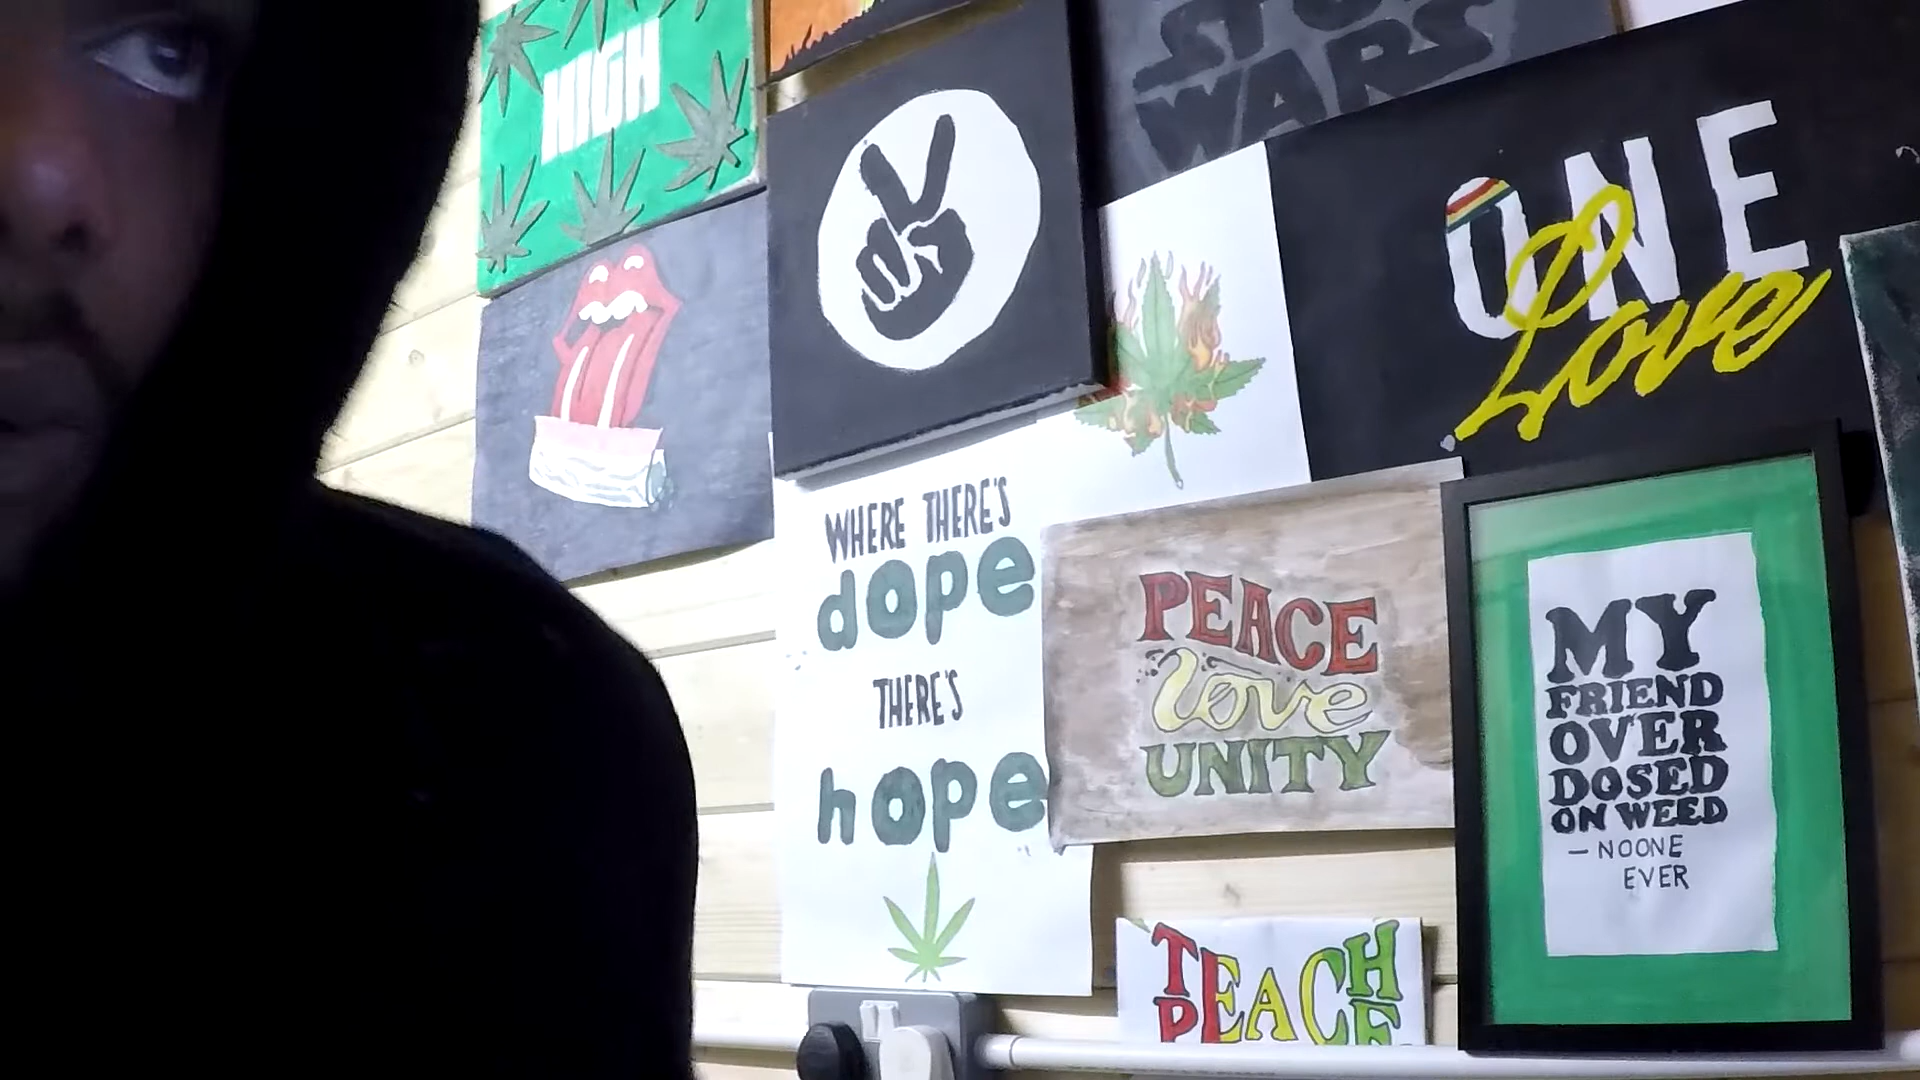 HIGH
WARS
ONE
Love
WHERE THERE'S
dope
THERE'S
hope
PEACE
love
UNITY
MY
FRIEND
OVER
DOSED
ON WEED
— NOONE
EVER
TEACH
PEACE